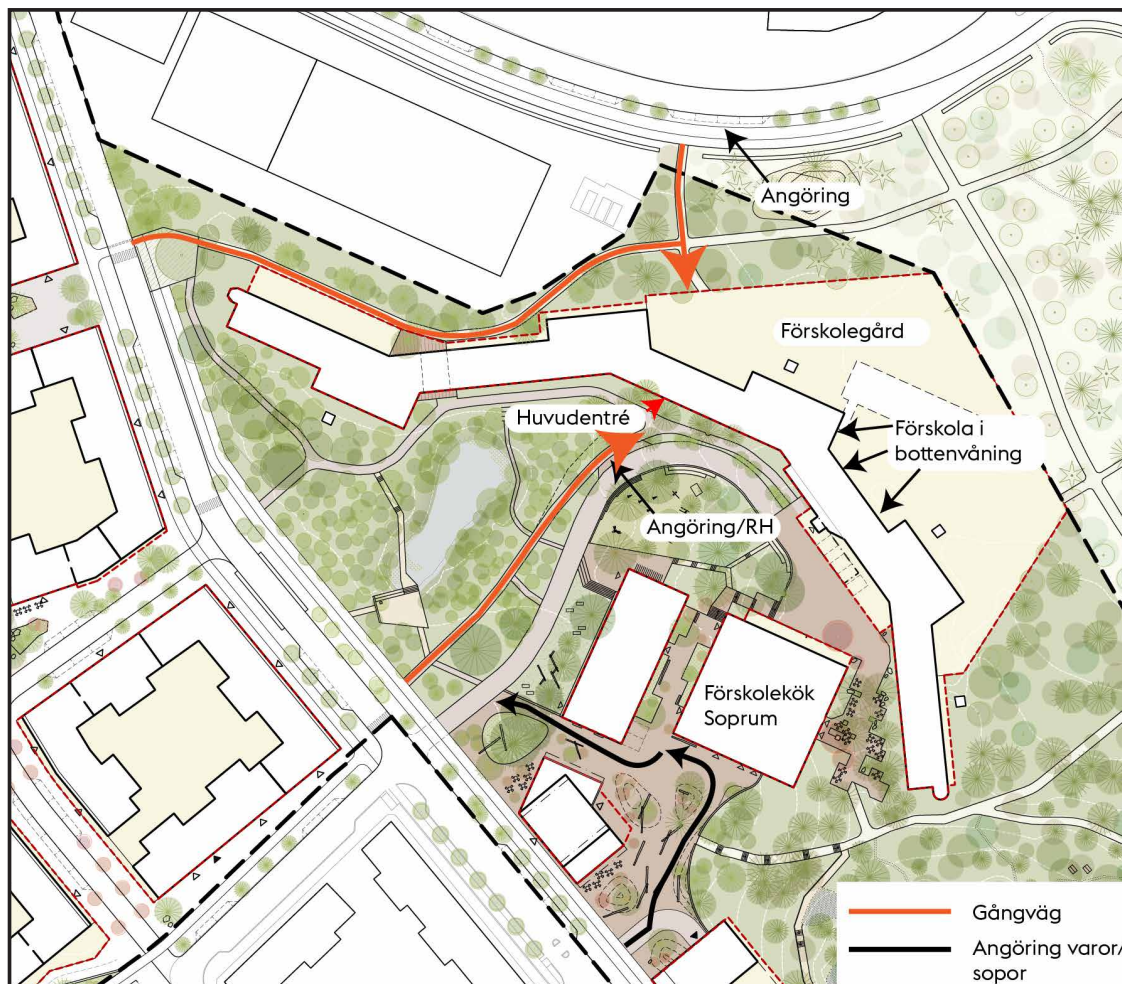 Angöring
Förskolegård
Huvudentré
Förskola i
bottenvåning
Angöring/RH
Förskolekök
Soprum
Gångväg
Angöring varor/
sopor